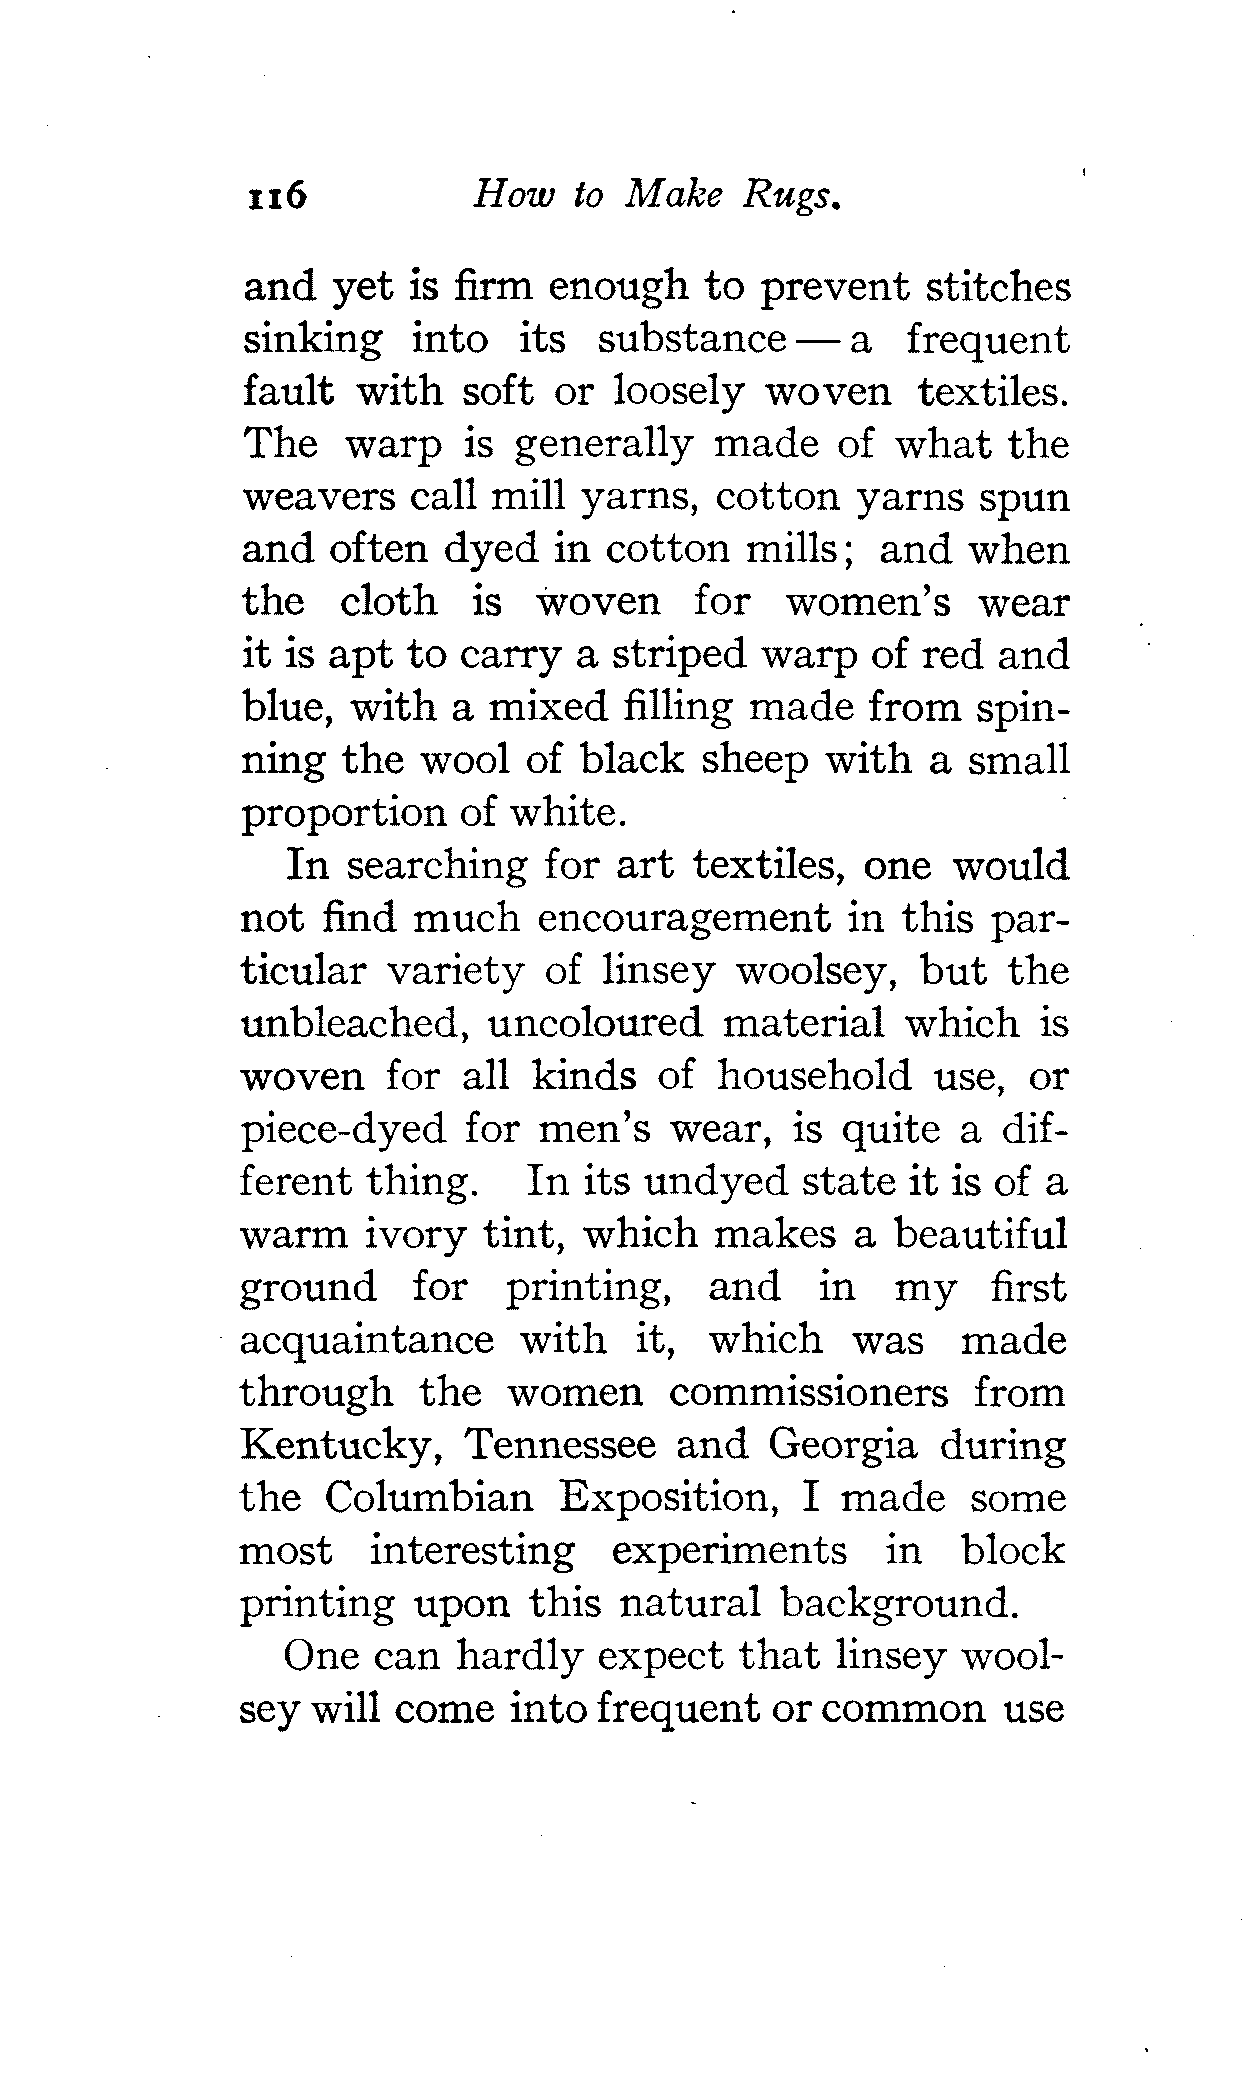 116 How to Make Rugs.
and yet is firm enough to prevent stitches
sinking into its substance — a frequent
fault with soft or loosely woven textiles.
The warp is generally made of what the
weavers call mill yarns, cotton yarns spun
and often dyed in cotton mills; and when
the cloth is woven for women's wear
it is apt to carry a striped warp of red and
blue, with a mixed filling made from spin-
ning the wool of black sheep with a small
proportion of white.
In searching for art textiles, one would
not find much encouragement in this par-
ticular variety of linsey woolsey, but the
unbleached, uncoloured material which is
woven for all kinds of household use, or
piece-dyed for men's wear, is quite a dif-
ferent thing. In its undyed state it is of a
warm ivory tint, which makes a beautiful
ground for printing, and in my first
acquaintance with it, which was made
through the women commissioners from
Kentucky, Tennessee and Georgia during
the Columbian Exposition, I made some
most interesting experiments in block
printing upon this natural background.
One can hardly expect that linsey wool-
sey will come into frequent or common use